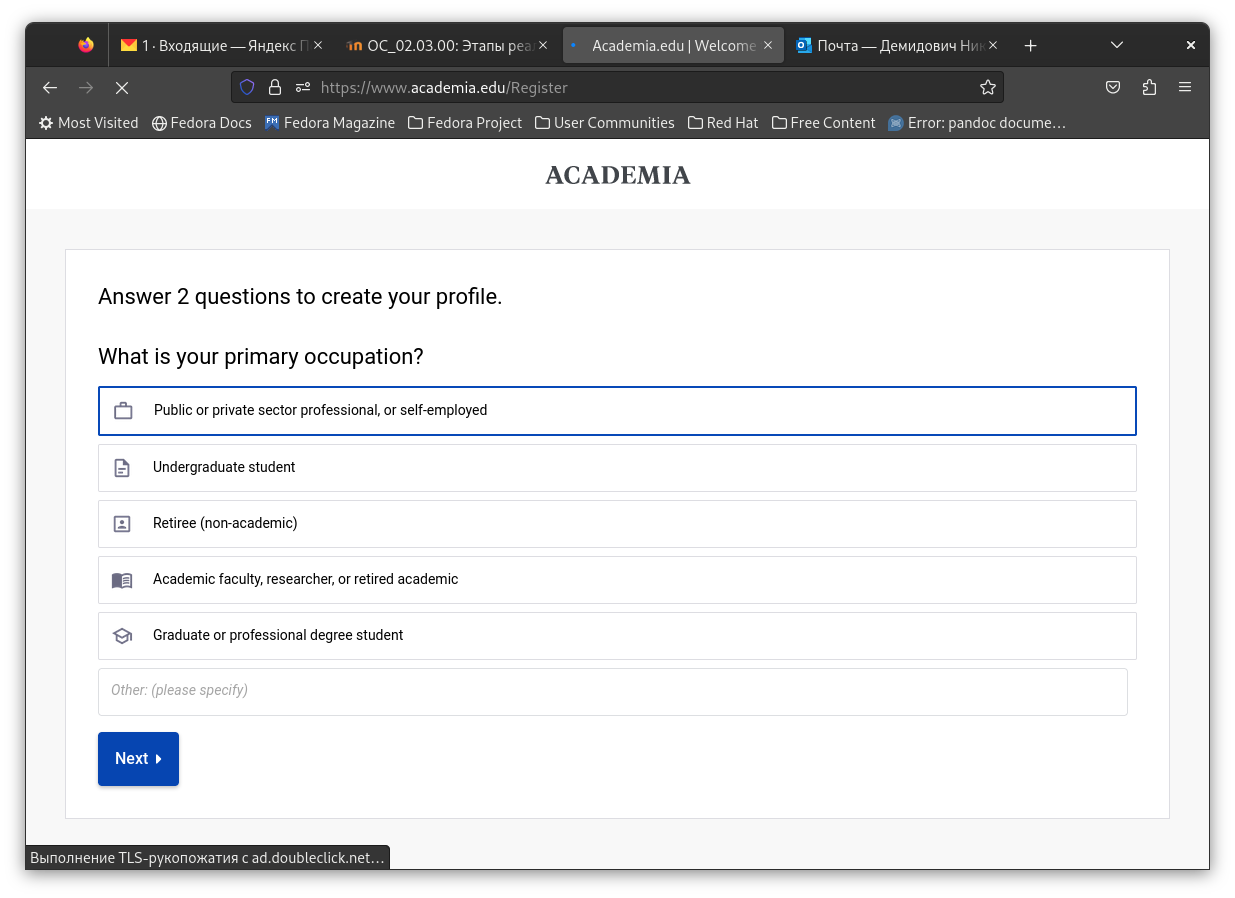 1 · Входящие — Яндекс П
ОС_02.03.00: Этапы реа
Academia.edu | Welcome
Почта — Демидович Ник
https://www.academia.edu/Register
Most Visited
Fedora Docs
Fedora Magazine
Fedora Project
User Communities
Red Hat
Free Content
Error: pandoc docume…
ACADEMIA
Answer 2 questions to create your profile.
What is your primary occupation?
Public or private sector professional, or self-employed
Undergraduate student
Retiree (non-academic)
Academic faculty, researcher, or retired academic
Graduate or professional degree student
Other: (please specify)
Next
Выполнение TLS-рукопожатия с ad.doubleclick.net…